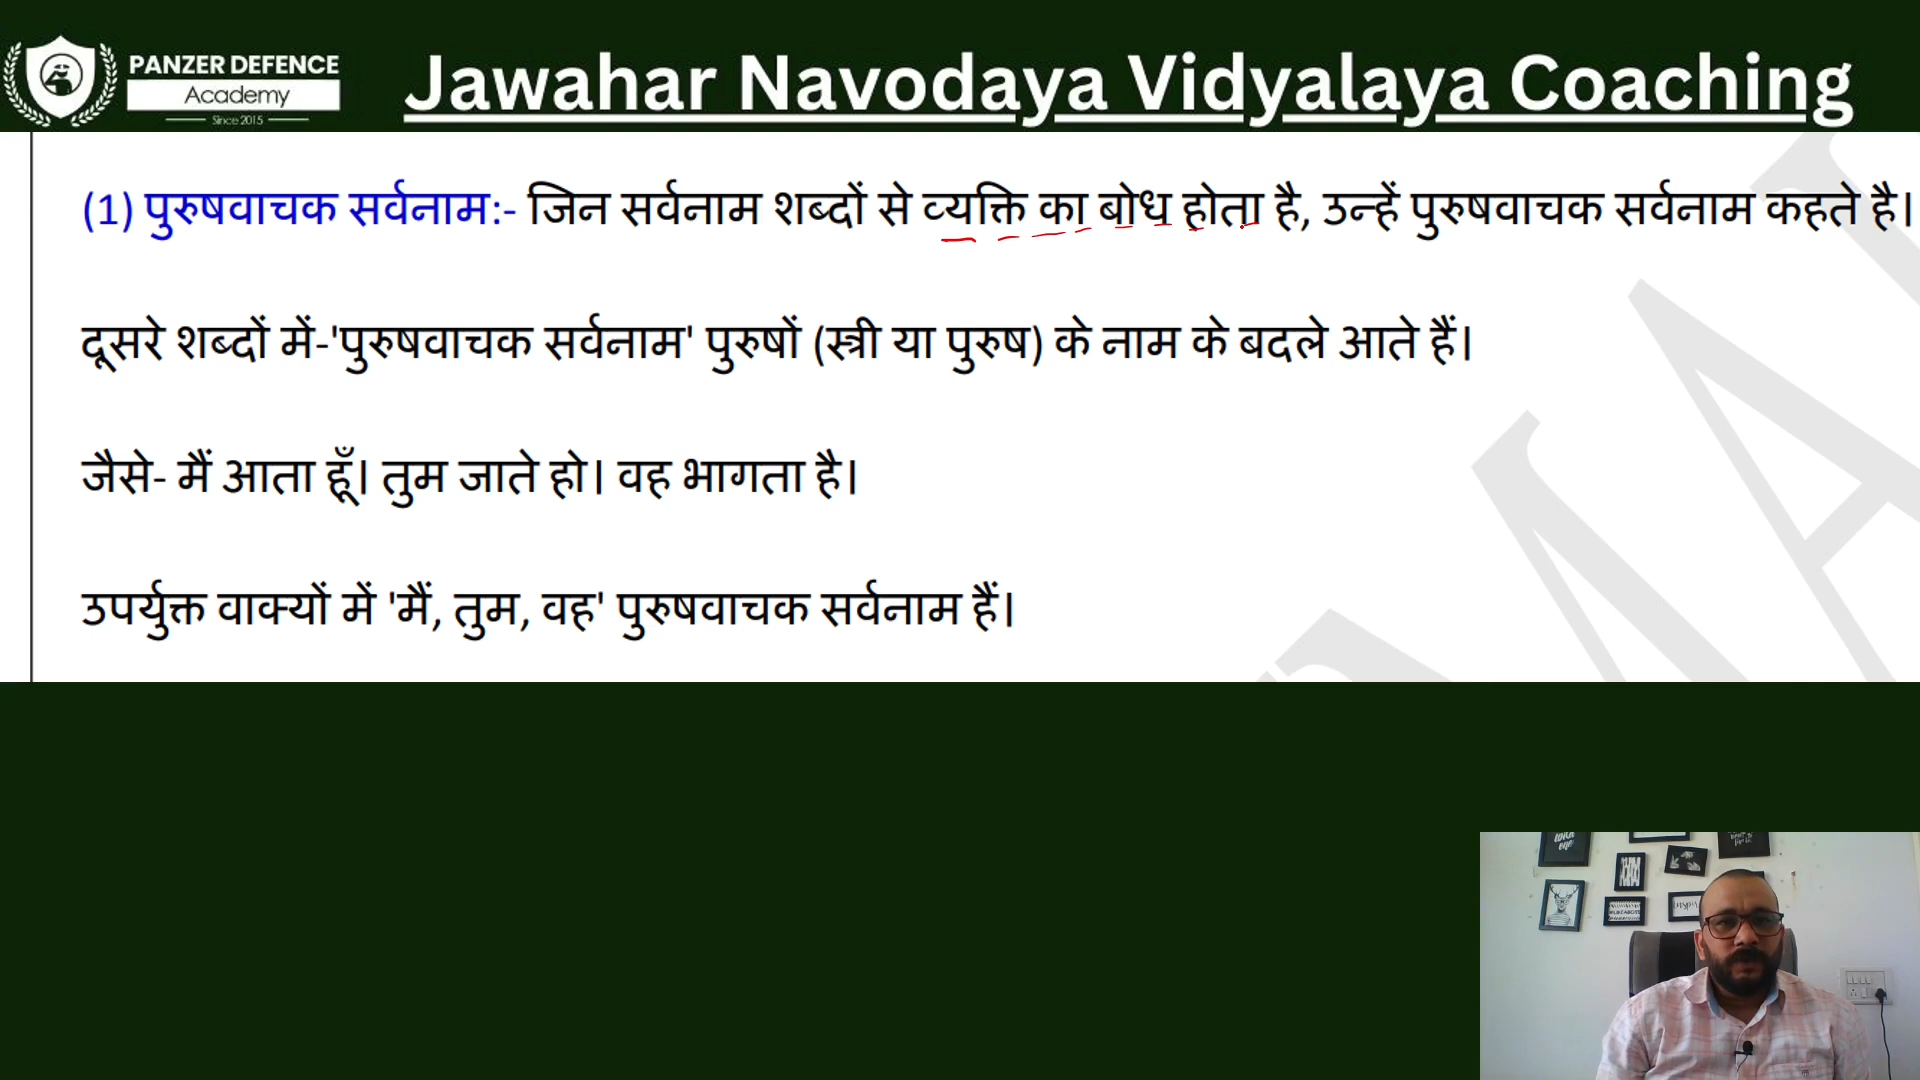 PANZER DEFENCE
Academy
Since 2015
Jawahar Navodaya Vidyalaya Coaching
(1) पुरुषवाचक सर्वनाम:- जिन सर्वनाम शब्दों से व्यक्ति का बोध होता है, उन्हें पुरुषवाचक सर्वनाम कहते है।
दूसरे शब्दों में-'पुरुषवाचक सर्वनाम' पुरुषों (स्त्री या पुरुष) के नाम के बदले आते हैं।
जैसे- मैं आता हूँ। तुम जाते हो। वह भागता है।
उपर्युक्त वाक्यों में 'मैं, तुम, वह' पुरुषवाचक सर्वनाम हैं।